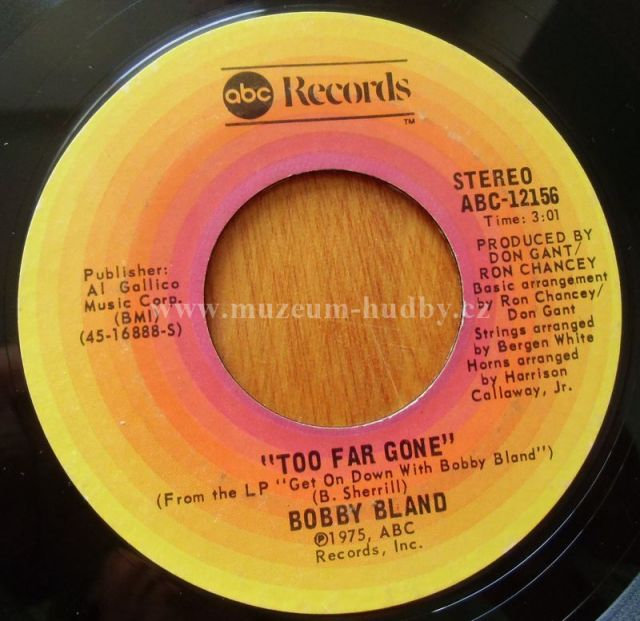 abc Records
TM
STEREO
ABC-12156
Time: 3:01
PRODUCED BY
DON GANT/
RON CHANCEY
Basic arrangement
by Ron Chancey/
Don Gant
Strings arranged
by Bergen White
Horns arranged
by Harrison
Callaway, Jr.
Publisher:
Al Gallico
Music Corp.
(BMI)
(45-16888-S)
www.muzeum-hudby.cz
"TOO FAR GONE"
(From the LP "Get On Down With Bobby Bland")
(B. Sherrill)
BOBBY BLAND
℗1975, ABC
Records, Inc.